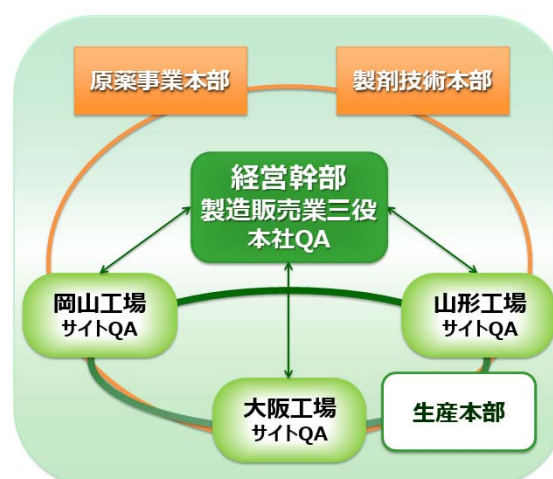 原薬事業本部
製剤技術本部
経営幹部
製造販売業三役
本社QA
岡山工場
サイトQA
山形工場
サイトQA
大阪工場
サイトQA
生産本部